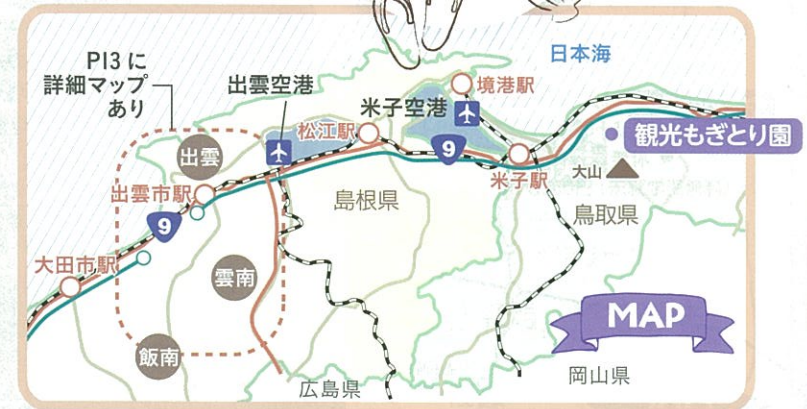 P13に
詳細マップ
あり
出雲空港
日本海
境港駅
米子空港
松江駅
観光もぎとり園
出雲
9
米子駅
大山
出雲市駅
島根県
鳥取県
9
大田市駅
雲南
MAP
飯南
広島県
岡山県